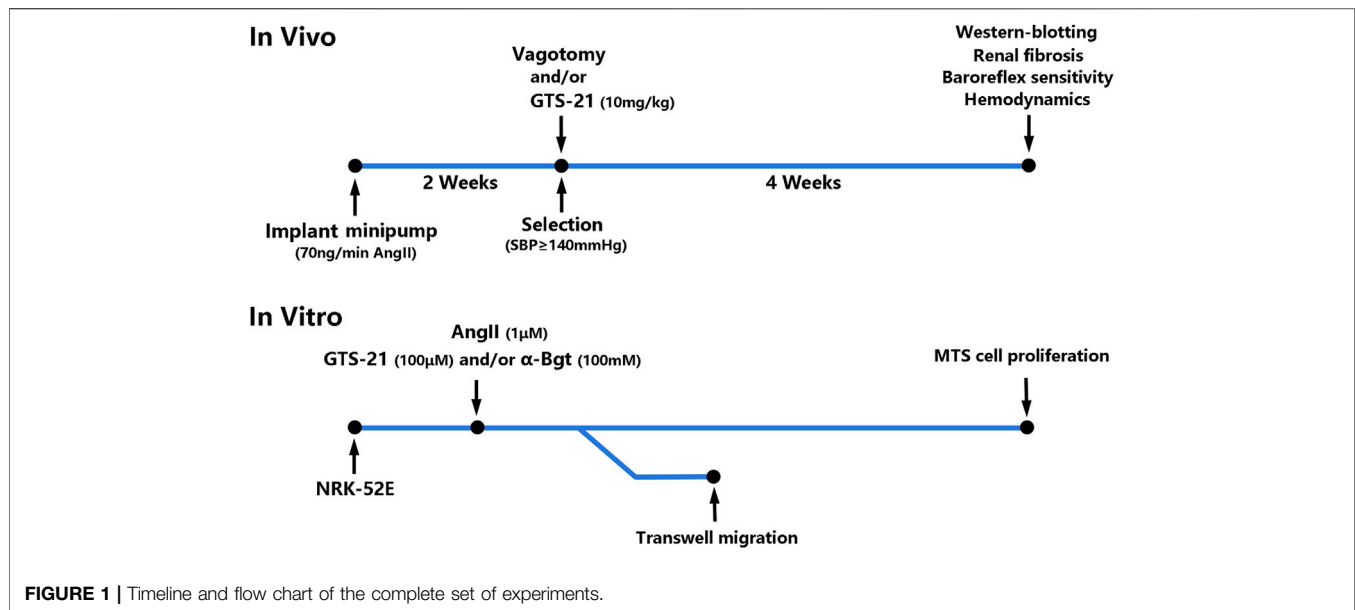 In Vivo
Vagotomy
and/or
GTS-21 (10mg/kg)
Western-blotting
Renal fibrosis
Baroreflex sensitivity
Hemodynamics
2 Weeks
4 Weeks
Implant minipump
(70ng/min AngII)
Selection
(SBP≥140mmHg)
In Vitro
AngII (1μM)
GTS-21 (100μM) and/or α-Bgt (100mM)
MTS cell proliferation
NRK-52E
Transwell migration
FIGURE 1 | Timeline and flow chart of the complete set of experiments.